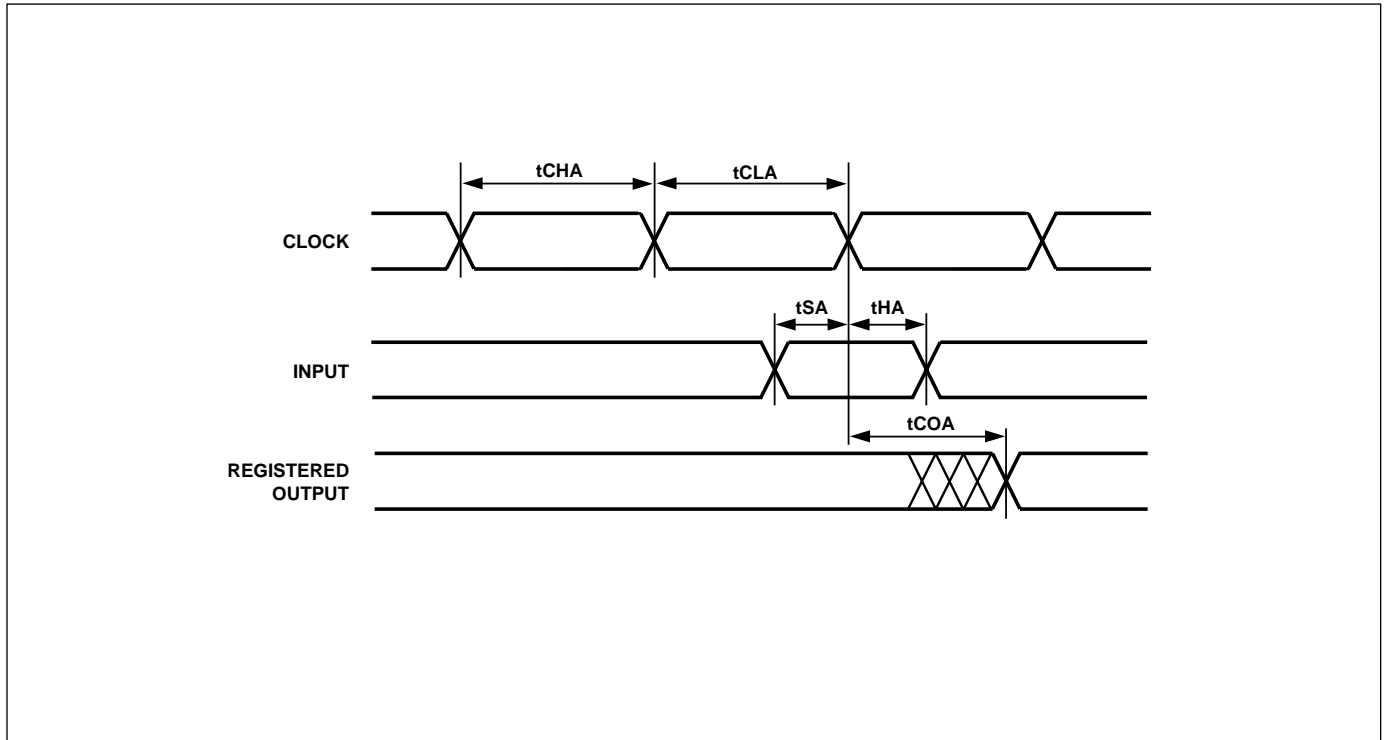 tCHA tCLA
CLOCK
tSA tHA
INPUT
tCOA
REGISTERED
OUTPUT